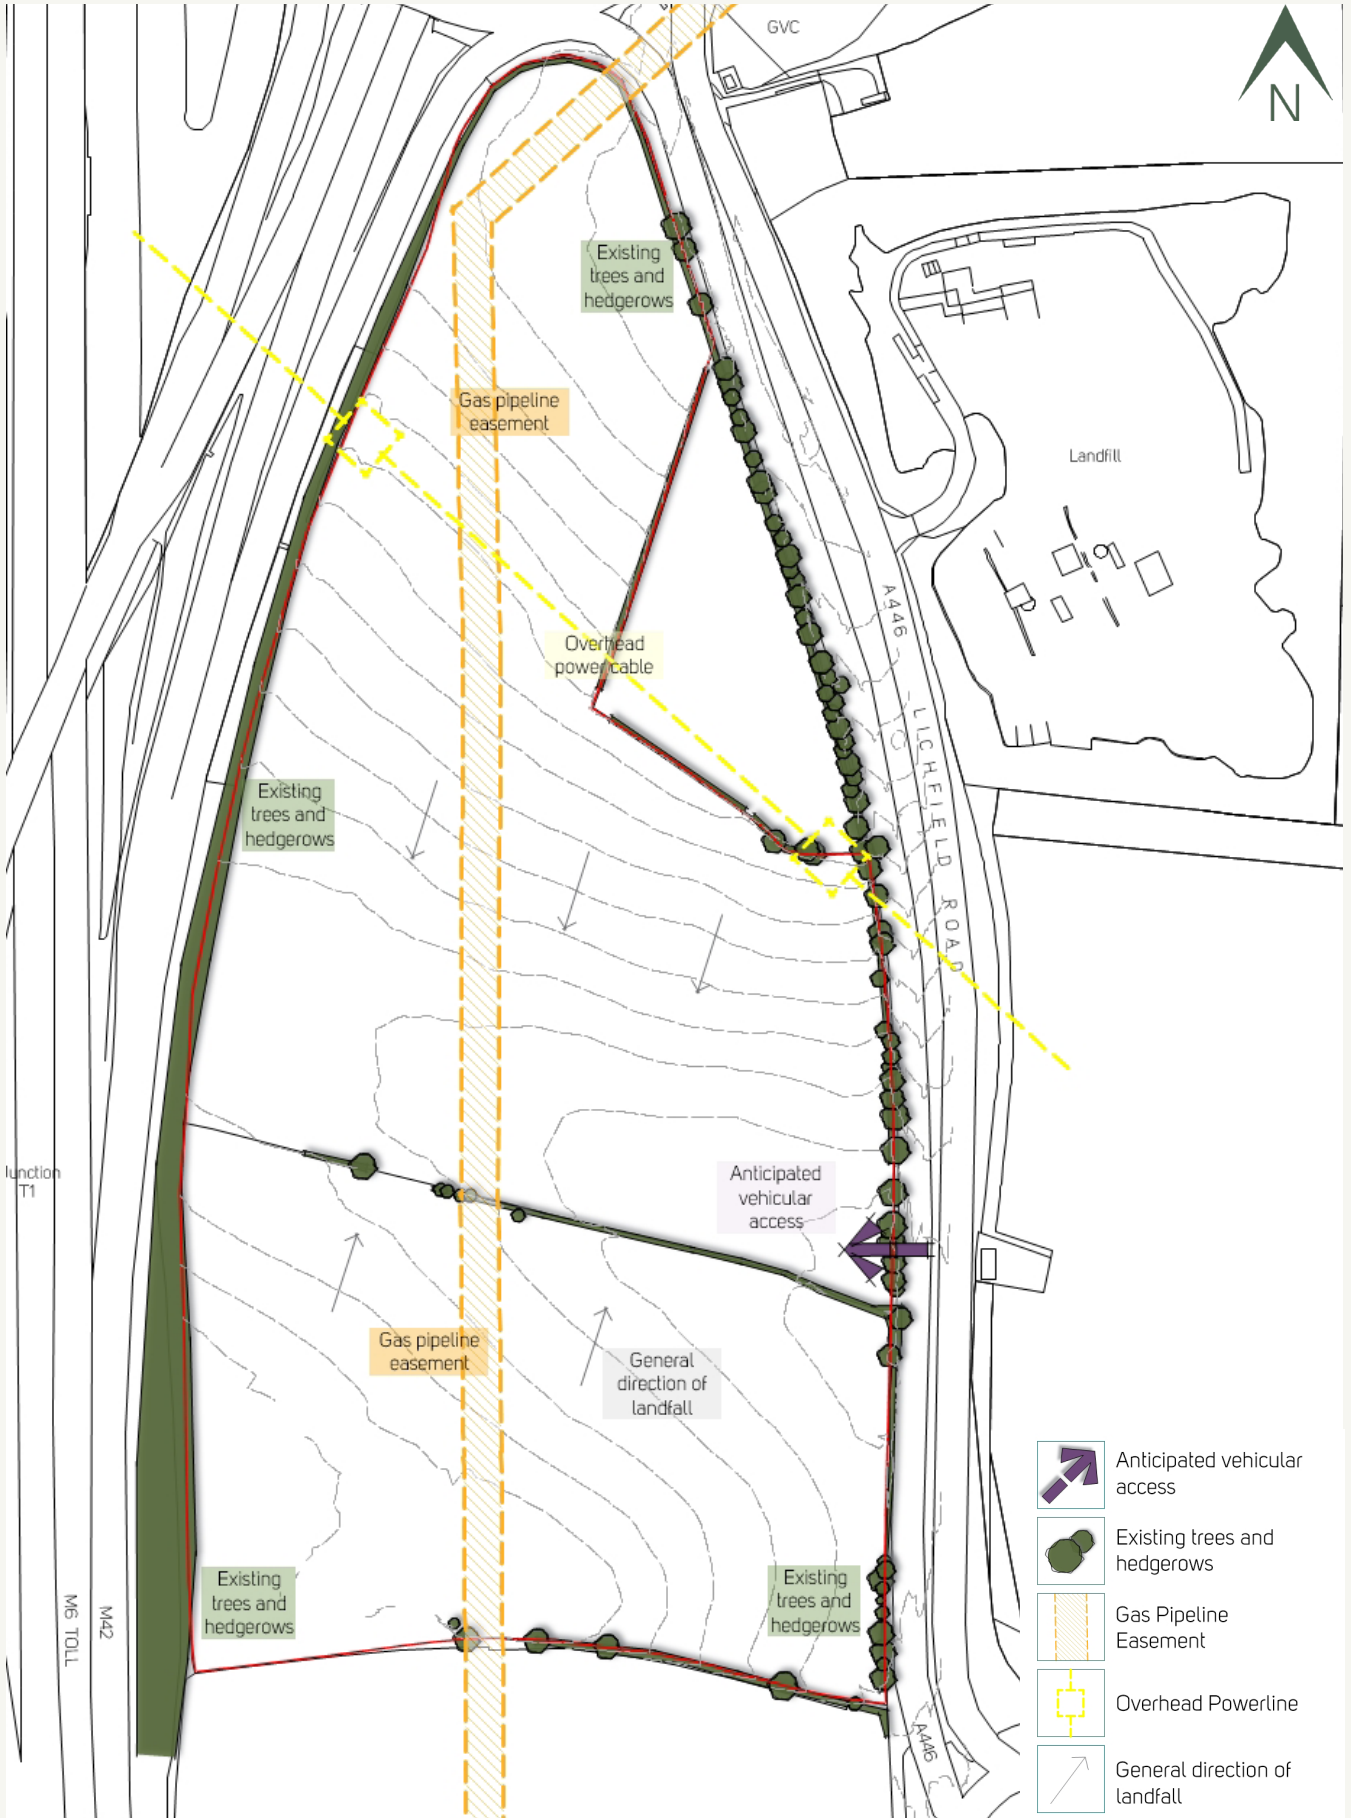 GVC
N
Existing
trees and
hedgerows
Gas pipeline
easement
Landfill
A446
Overhead
power cable
LICHFIELD ROAD
Existing
trees and
hedgerows
Junction
T1
Anticipated
vehicular
access
Gas pipeline
easement
General
direction of
landfall
Existing
trees and
hedgerows
Existing
trees and
hedgerows
M6 TOLL
M42
A446
Anticipated vehicular
access
Existing trees and
hedgerows
Gas Pipeline
Easement
Overhead Powerline
General direction of
landfall